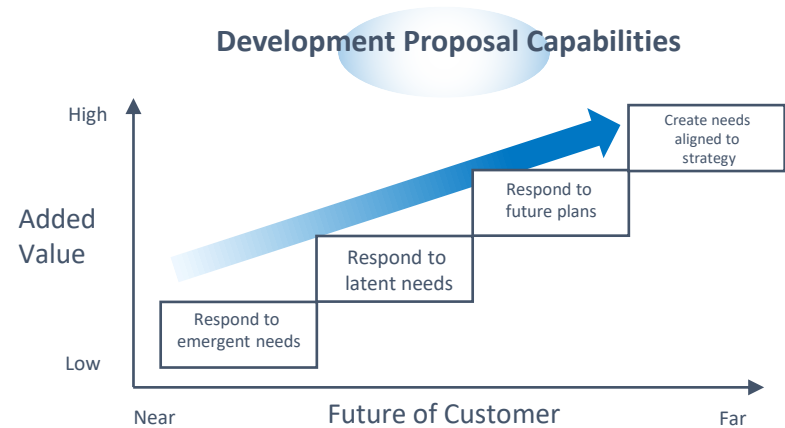 Development Proposal Capabilities
High
Create needs
aligned to
strategy
Respond to
future plans
Added
Value
Respond to
latent needs
Respond to
emergent needs
Low
Near
Future of Customer
Far